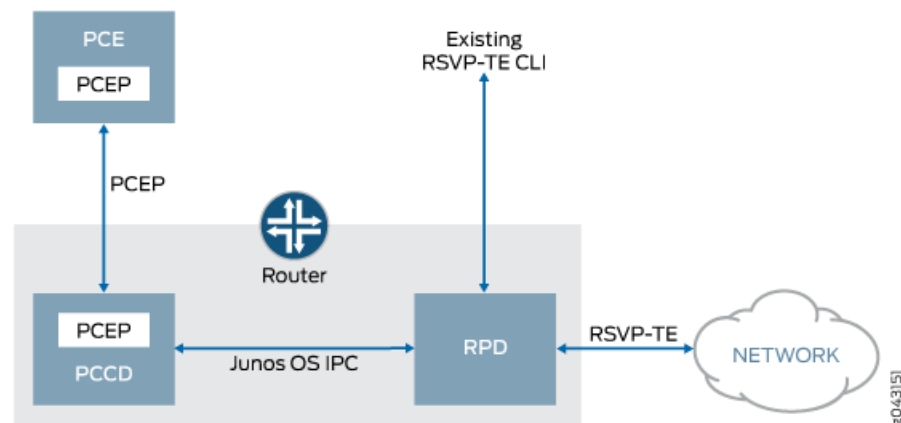 PCE
PCEP
Existing
RSVP-TE CLI
PCEP
Router
PCEP
PCCD
Junos OS IPC
RPD
RSVP-TE
NETWORK
g043151